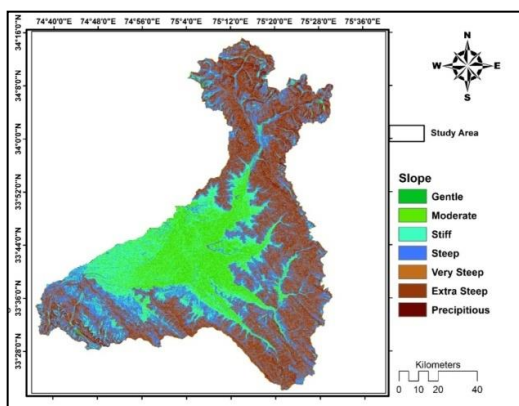 74°40'0"E 74°48'0"E 74°56'0"E 75°4'0"E 75°12'0"E 75°20'0"E 75°28'0"E 75°36'0"E
34°16'0"N
34°8'0"N
34°0'0"N
33°52'0"N
33°44'0"N
33°36'0"N
33°28'0"N
N
W E
S
Study Area
Slope
Gentle
Moderate
Stiff
Steep
Very Steep
Extra Steep
Precipitious
Kilometers
0 5 10 20 40